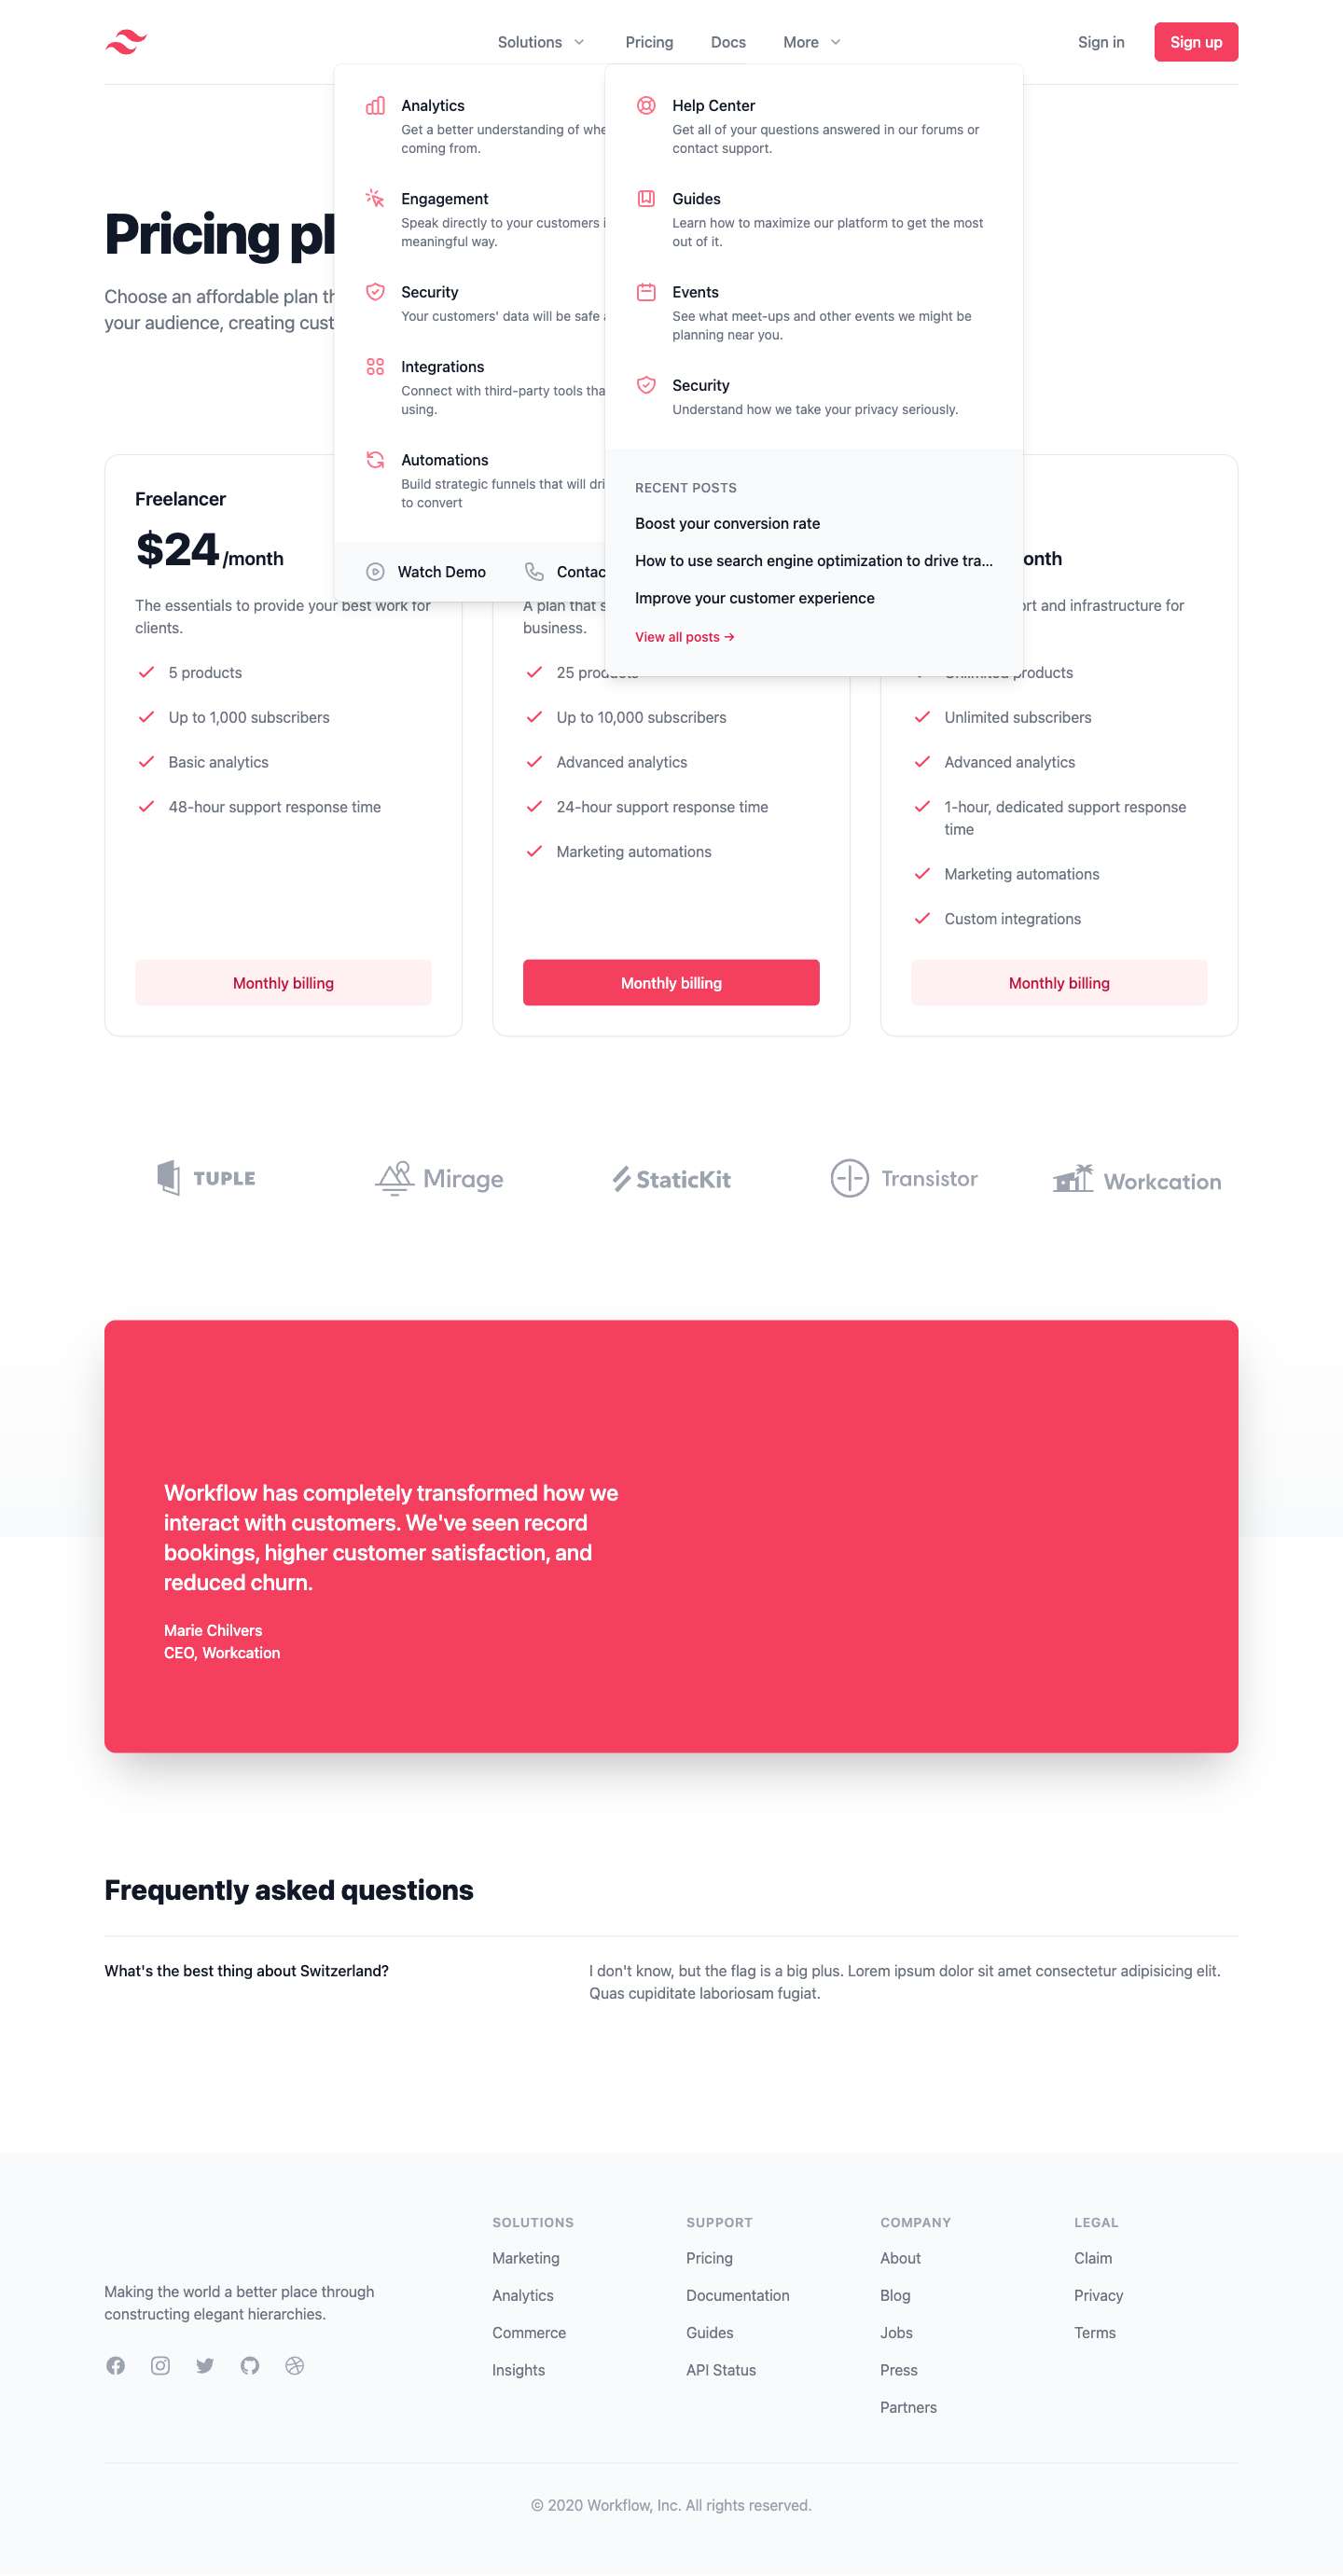 Solutions
Pricing
Docs
More
Sign in
Sign up
Analytics
Get a better understanding of
coming from.
Engagement
Speak directly to your customers
meaningful way.
Security
Your customers' data will be safe
Integrations
Connect with third-party tools
using.
Automations
Build strategic funnels that will
to convert
Watch Demo
Help Center
Get all of your questions answered in our forums or
contact support.
Guides
Learn how to maximize our platform to get the most
out of it.
Events
See what meet-ups and other events we might be
planning near you.
Security
Understand how we take your privacy seriously.
RECENT POSTS
Boost your conversion rate
How to use search engine optimization to drive tra...
Improve your customer experience
View all posts →
Pricing
Choose an affordable plan
your audience, creating
Freelancer
$24 /month
The essentials to provide your best work for
clients.
5 products
Up to 1,000 subscribers
Basic analytics
48-hour support response time
Monthly billing
A plan that
business.
25 products
Up to 10,000 subscribers
Advanced analytics
24-hour support response time
Marketing automations
Monthly billing
and infrastructure for
Unlimited products
Unlimited subscribers
Advanced analytics
1-hour, dedicated support response
time
Marketing automations
Custom integrations
Monthly billing
TUPLE
Mirage
StaticKit
Transistor
Workcation
Workflow has completely transformed how we
interact with customers. We've seen record
bookings, higher customer satisfaction, and
reduced churn.
Marie Chilvers
CEO, Workcation
Frequently asked questions
What's the best thing about Switzerland?
I don't know, but the flag is a big plus. Lorem ipsum dolor sit amet consectetur adipisicing elit.
Quas cupiditate laboriosam fugiat.
Making the world a better place through
constructing elegant hierarchies.
SOLUTIONS
Marketing
Analytics
Commerce
Insights
SUPPORT
Pricing
Documentation
Guides
API Status
COMPANY
About
Blog
Jobs
Press
Partners
LEGAL
Claim
Privacy
Terms
© 2020 Workflow, Inc. All rights reserved.